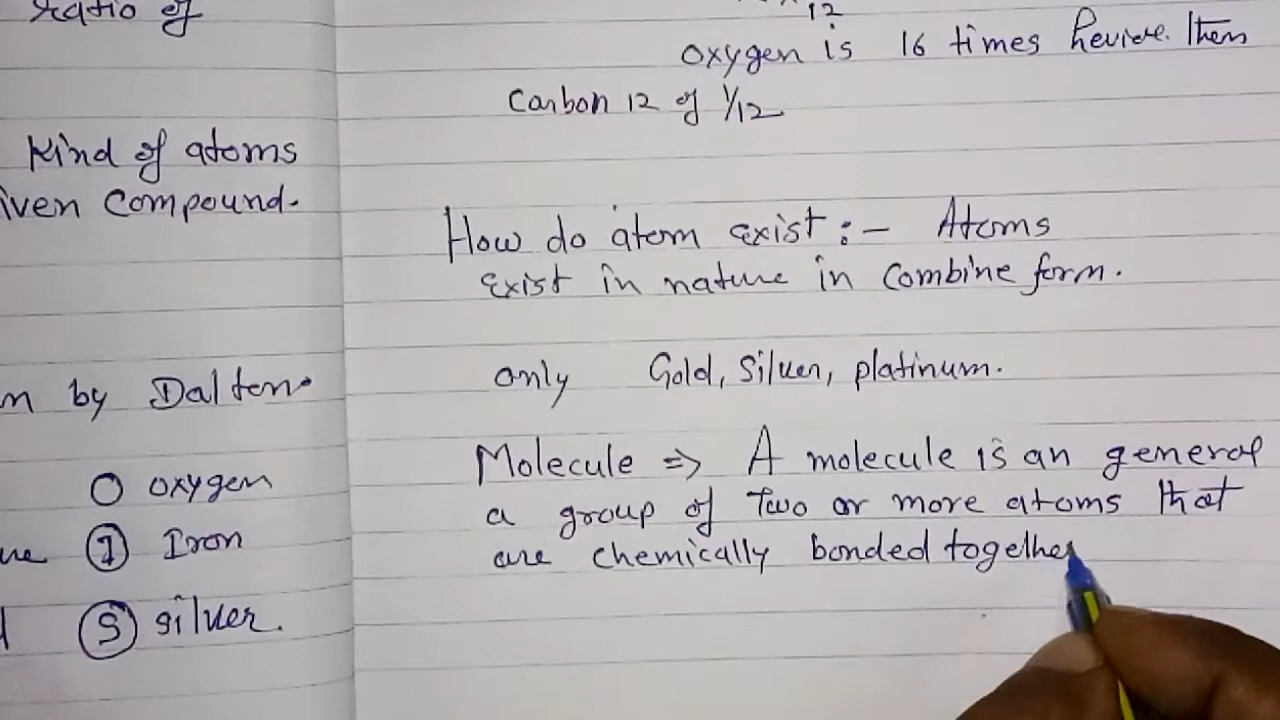 ratio of
Kind of atoms
iven Compound.
n by Dalton
O oxygen
ue I Iron
S Silver.
12
oxygen is 16 times hevier then
Carbon 12 of 1/12
How do atom exist :- Atoms
exist in nature in Combine form.
only Gold, Silver, platinum.
Molecule ⇒ A molecule is an general
a group of Two or more atoms that
are chemically bonded together